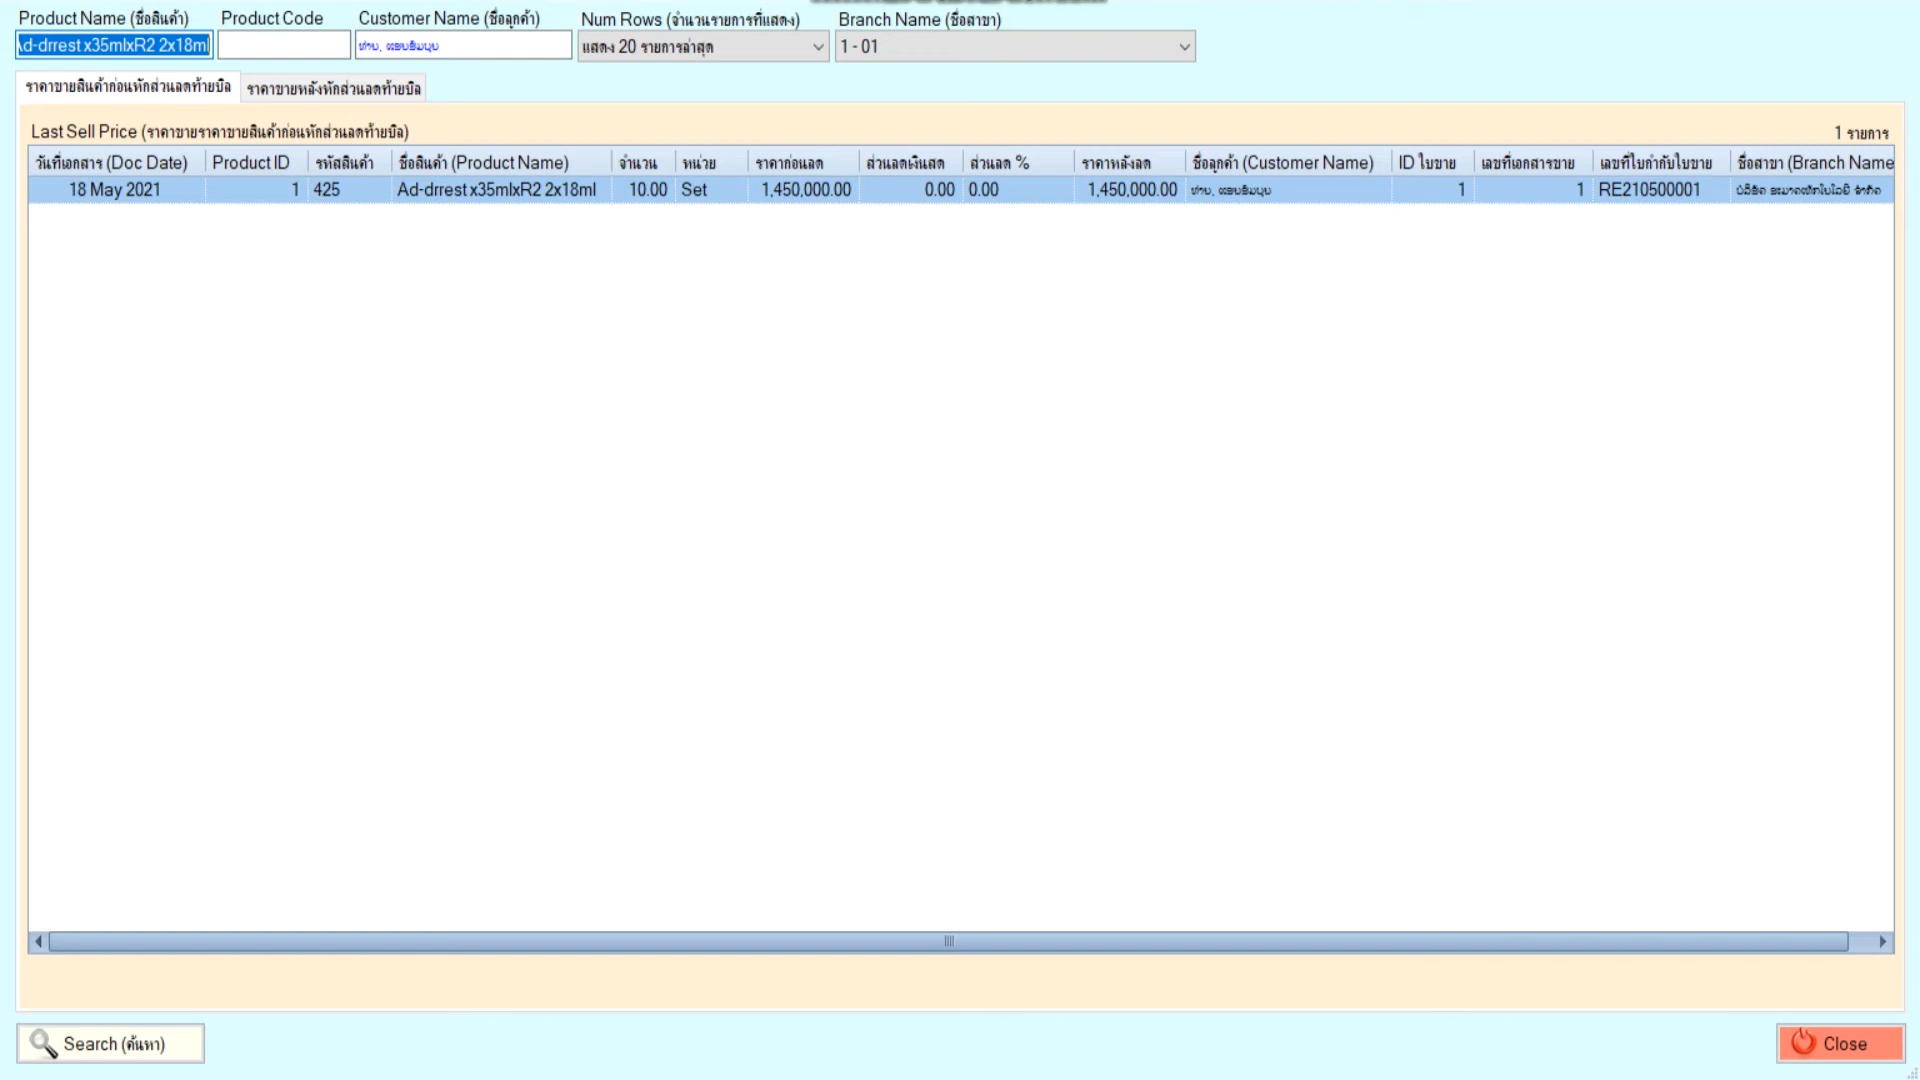 Product Name (ชื่อสินค้า) Product Code Customer Name (ชื่อลูกค้า) Num Rows (จำนวนรายการที่แสดง) Branch Name (ชื่อสาขา)
d-drrest x35mlxR2 2x18ml ທ່ານ. แสดง 20 รายการล่าสุด 1 - 01
ราคาขายสินค้าก่อนหักส่วนลดท้ายบิล ราคาขายหลังหักส่วนลดท้ายบิล
Last Sell Price (ราคาขายราคาขายสินค้าก่อนหักส่วนลดท้ายบิล) 1 รายการ
วันที่เอกสาร (Doc Date) Product ID รหัสสินค้า ชื่อสินค้า (Product Name) จำนวน หน่วย ราคาก่อนลด ส่วนลดเงินสด ส่วนลด % ราคาหลังลด ชื่อลูกค้า (Customer Name) ID ใบขาย เลขที่เอกสารขาย เลขที่ใบกำกับใบขาย ชื่อสาขา (Branch Name
18 May 2021 1 425 Ad-drrest x35mlxR2 2x18ml 10.00 Set 1,450,000.00 0.00 0.00 1,450,000.00 ທ່ານ. 1 1 RE210500001 ບໍລິສັດ ຈຳກັດ
Search (ค้นหา) Close